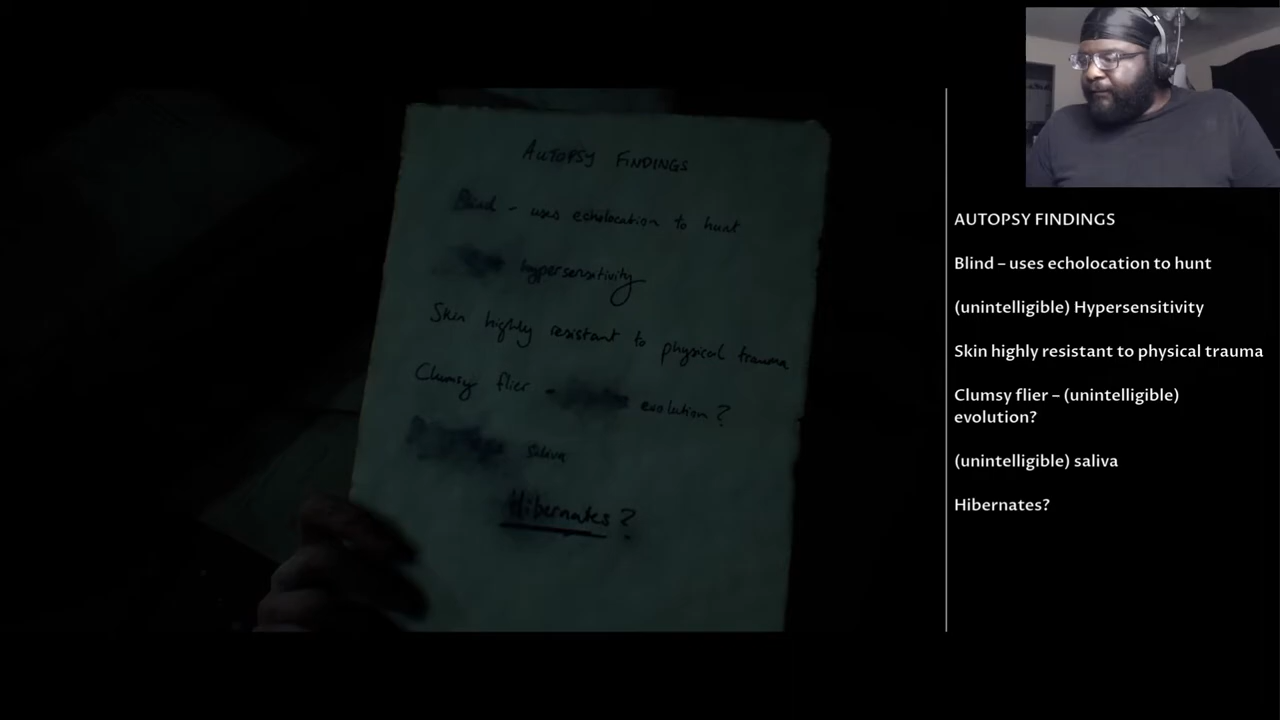 AUTOPSY FINDINGS
Blind - uses echolocation to hunt
hypersensitivity
Skin highly resistant to physical trauma
Clumsy flier - evolution?
saliva
Hibernates?
AUTOPSY FINDINGS
Blind – uses echolocation to hunt
(unintelligible) Hypersensitivity
Skin highly resistant to physical trauma
Clumsy flier – (unintelligible)
evolution?
(unintelligible) saliva
Hibernates?